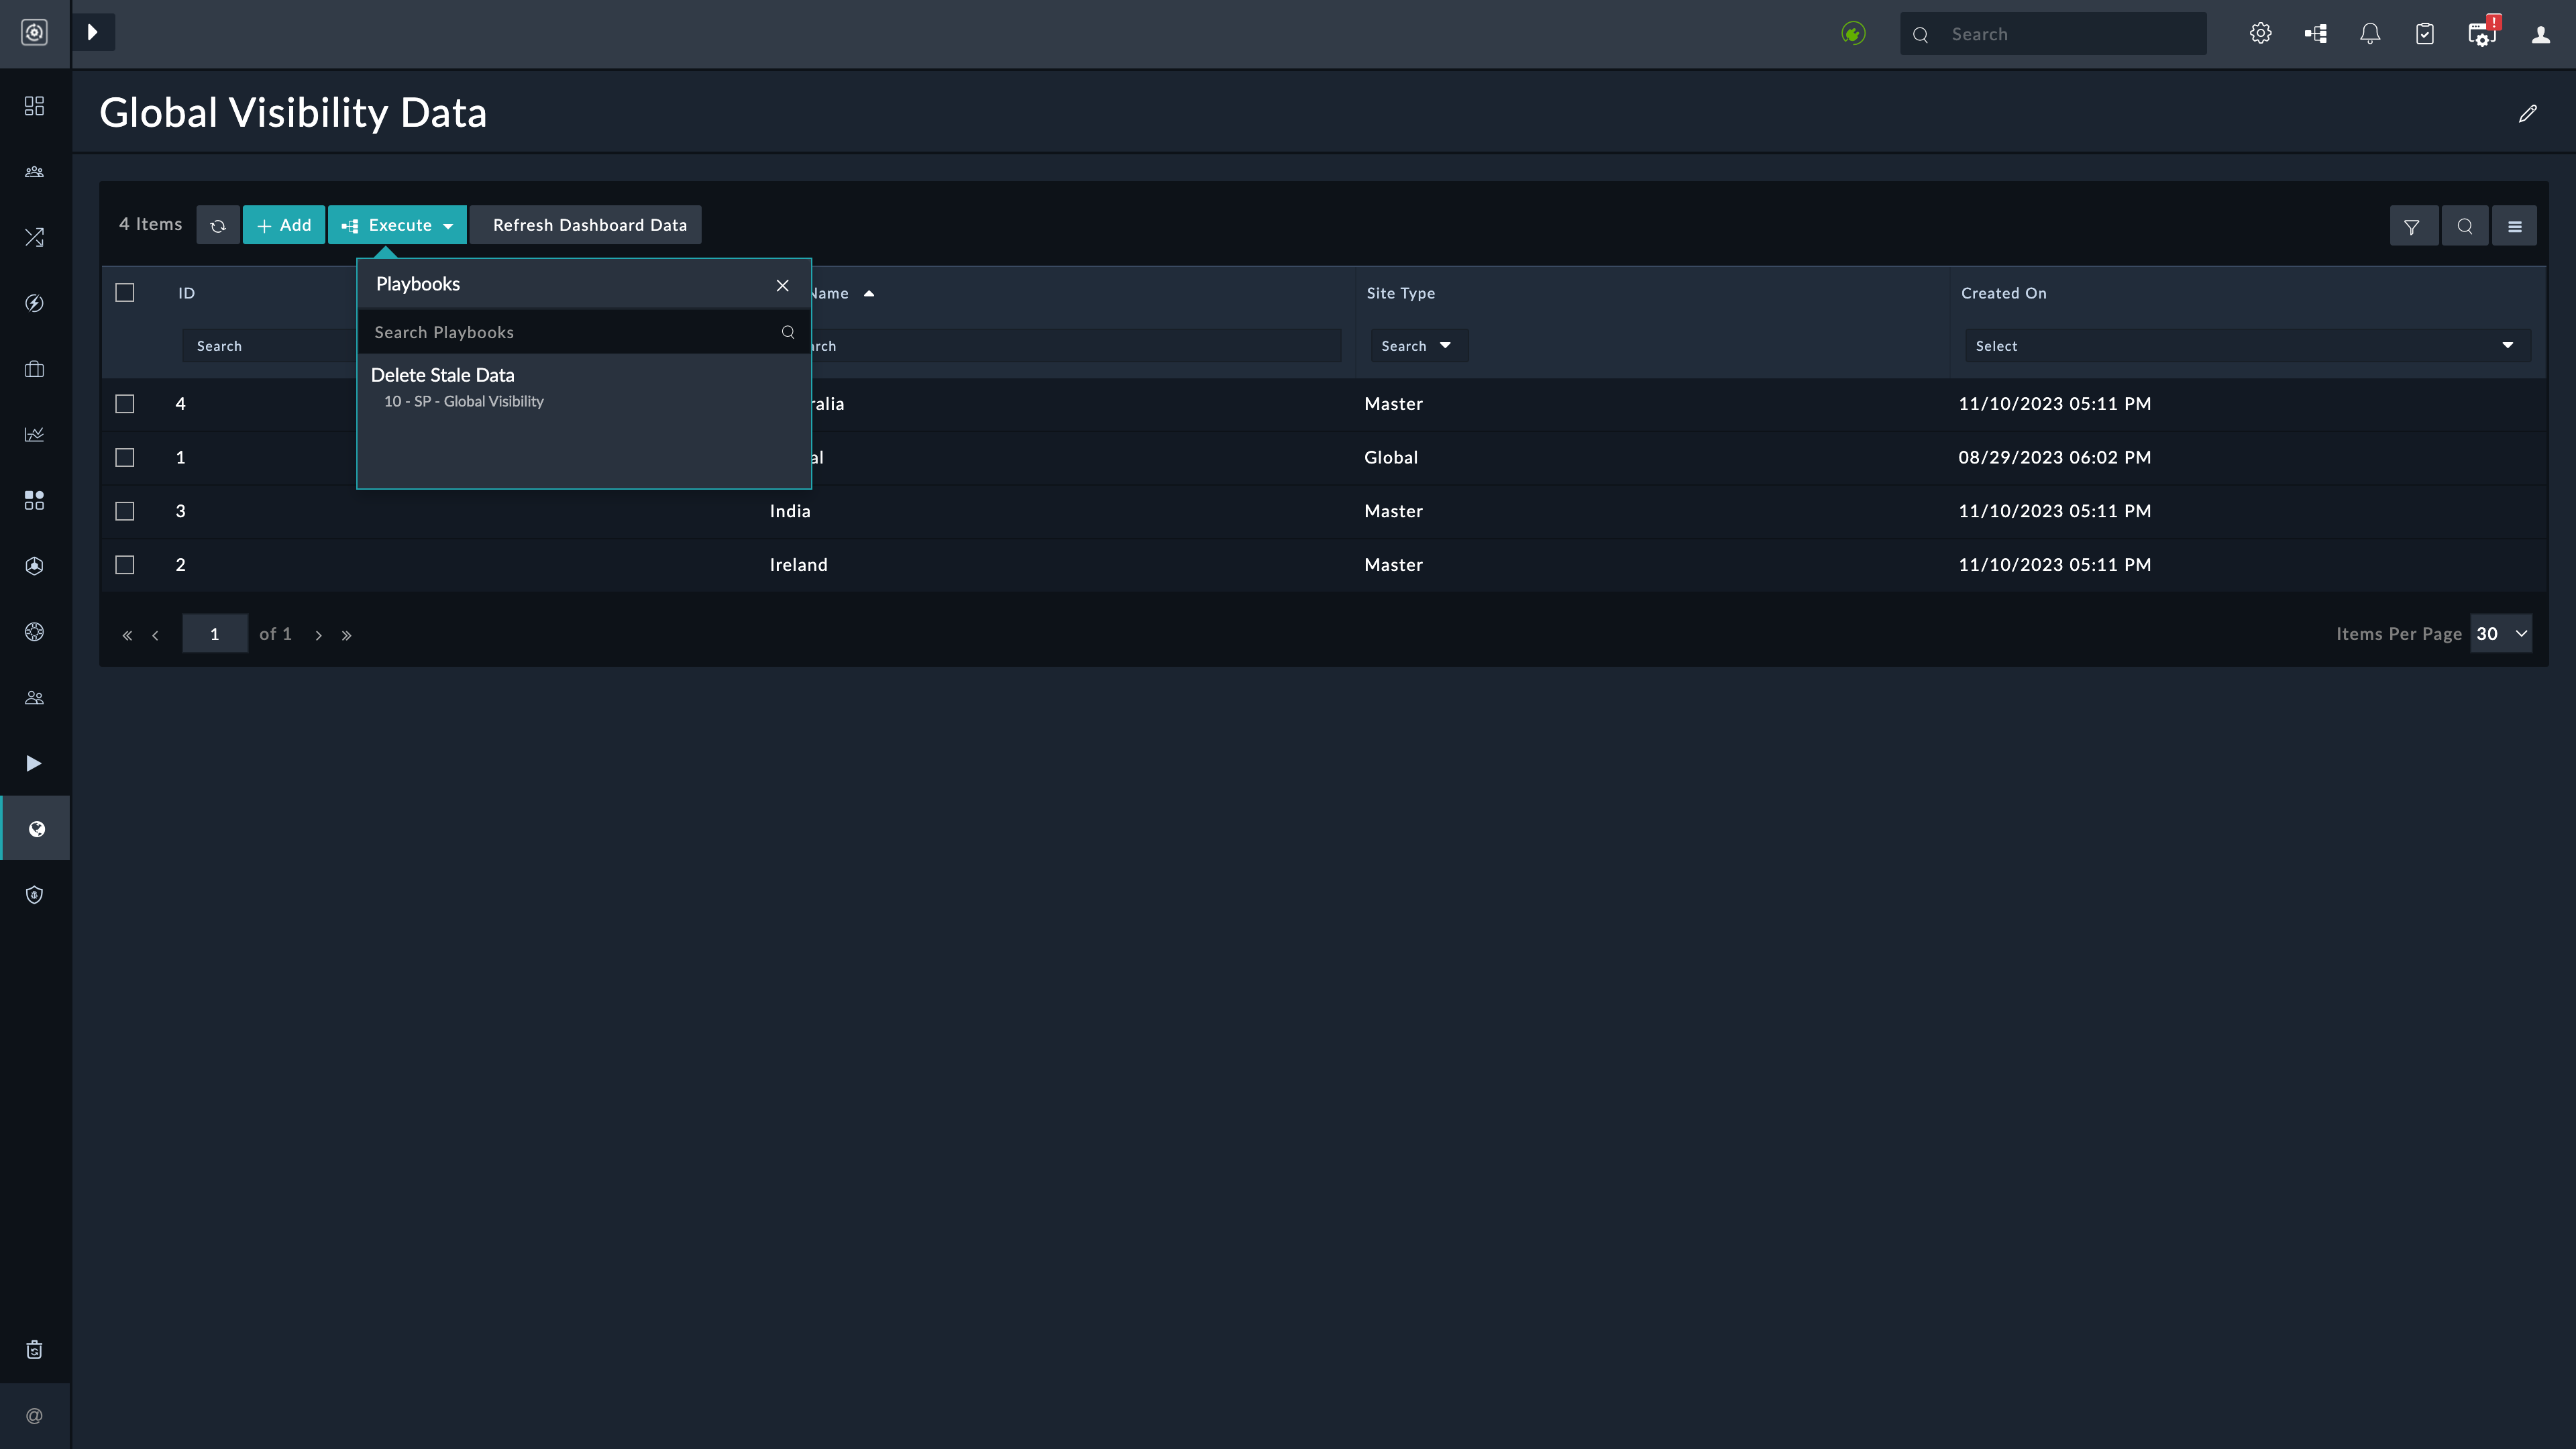 !
Search
Global Visibility Data
4 Items
Add
Execute
Refresh Dashboard Data
Playbooks
Search Playbooks
Delete Stale Data
10 - SP - Global Visibility
ID
Name
Site Type
Created On
Search
Search
Select
4
Master
11/10/2023 05:11 PM
1
Global
08/29/2023 06:02 PM
3
India
Master
11/10/2023 05:11 PM
2
Ireland
Master
11/10/2023 05:11 PM
1
of 1
Items Per Page
30
@